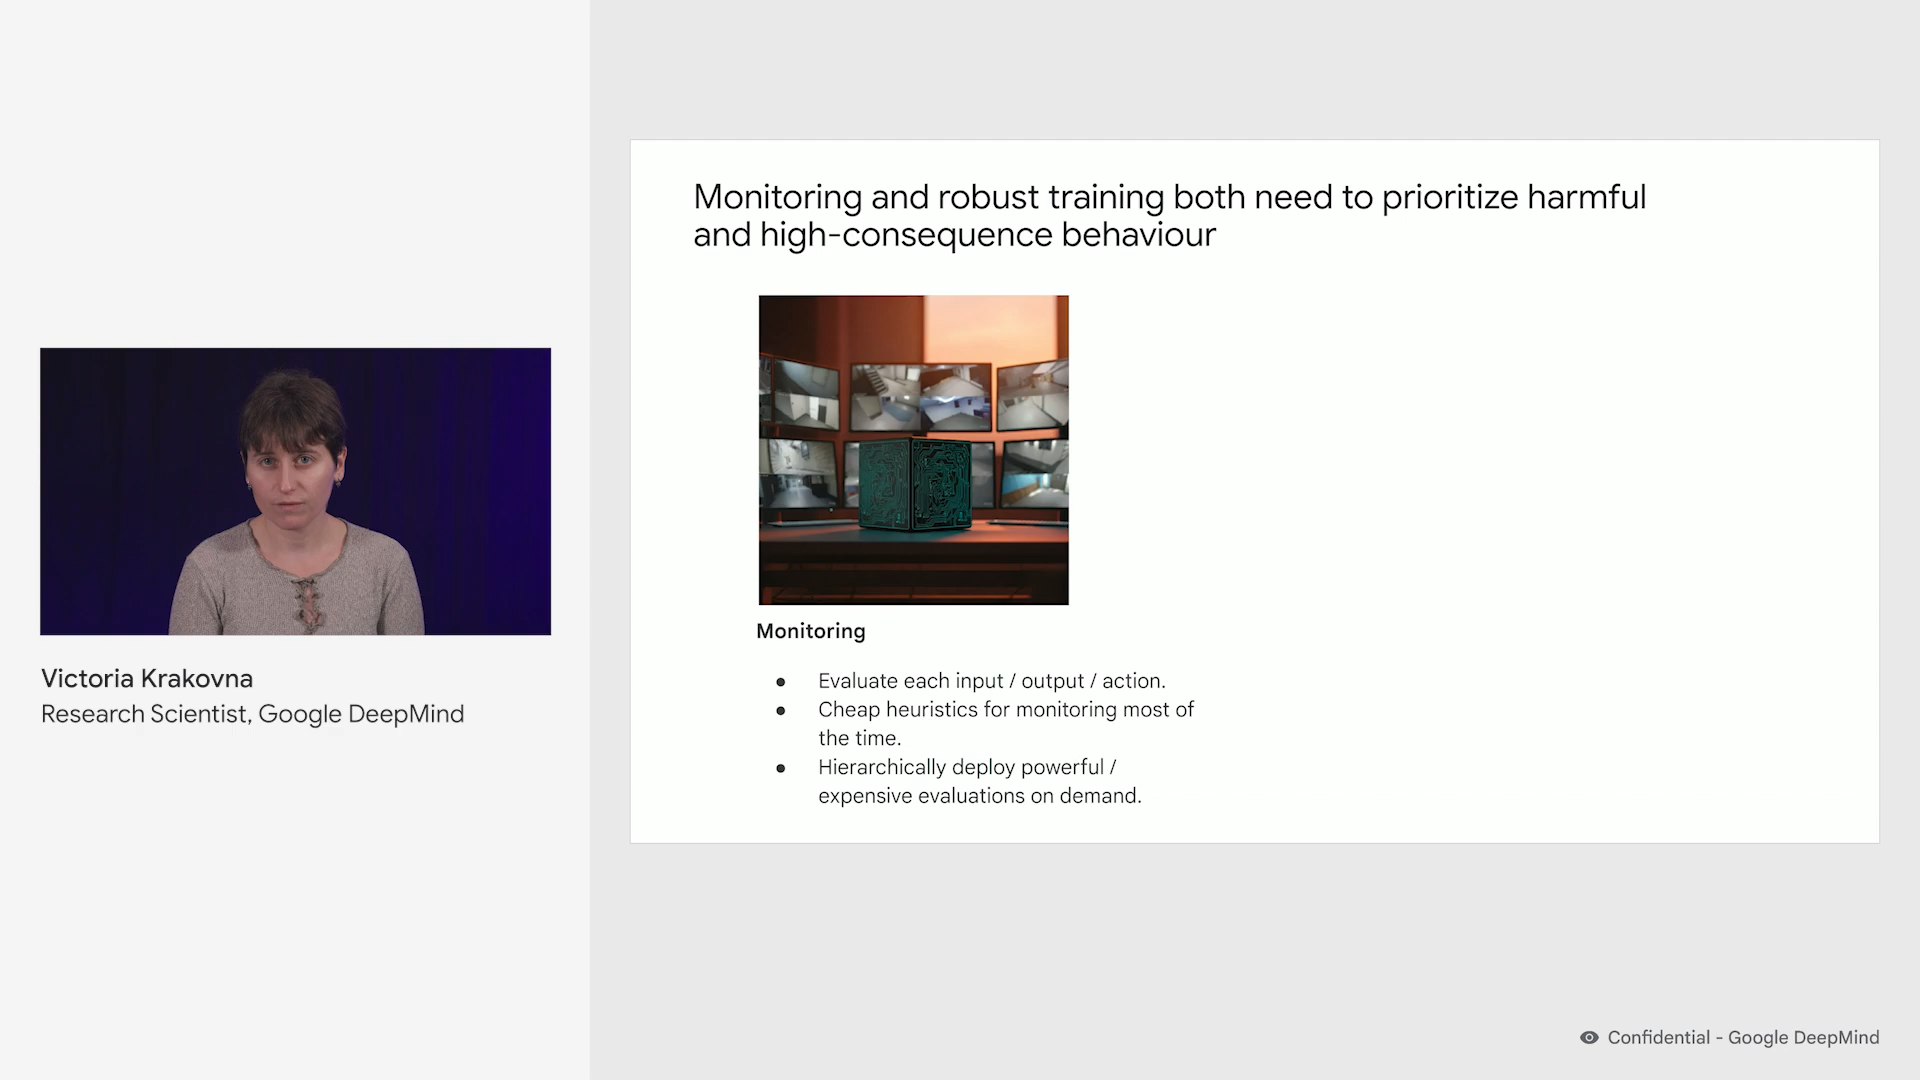 Monitoring and robust training both need to prioritize harmful
and high-consequence behaviour
Monitoring
● Evaluate each input / output / action.
● Cheap heuristics for monitoring most of
the time.
● Hierarchically deploy powerful /
expensive evaluations on demand.
Victoria Krakovna
Research Scientist, Google DeepMind
Confidential - Google DeepMind